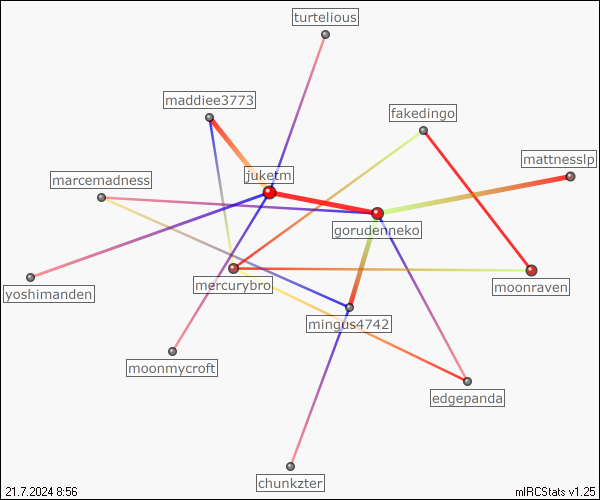 turtelious
maddiee3773
fakedingo
mattnesslp
juketm
marcemadness
gorudenneko
mercurybro
moonraven
yoshimanden
mingus4742
moonmycroft
edgepanda
chunkzter
21.7.2024 8:56
mIRCStats v1.25